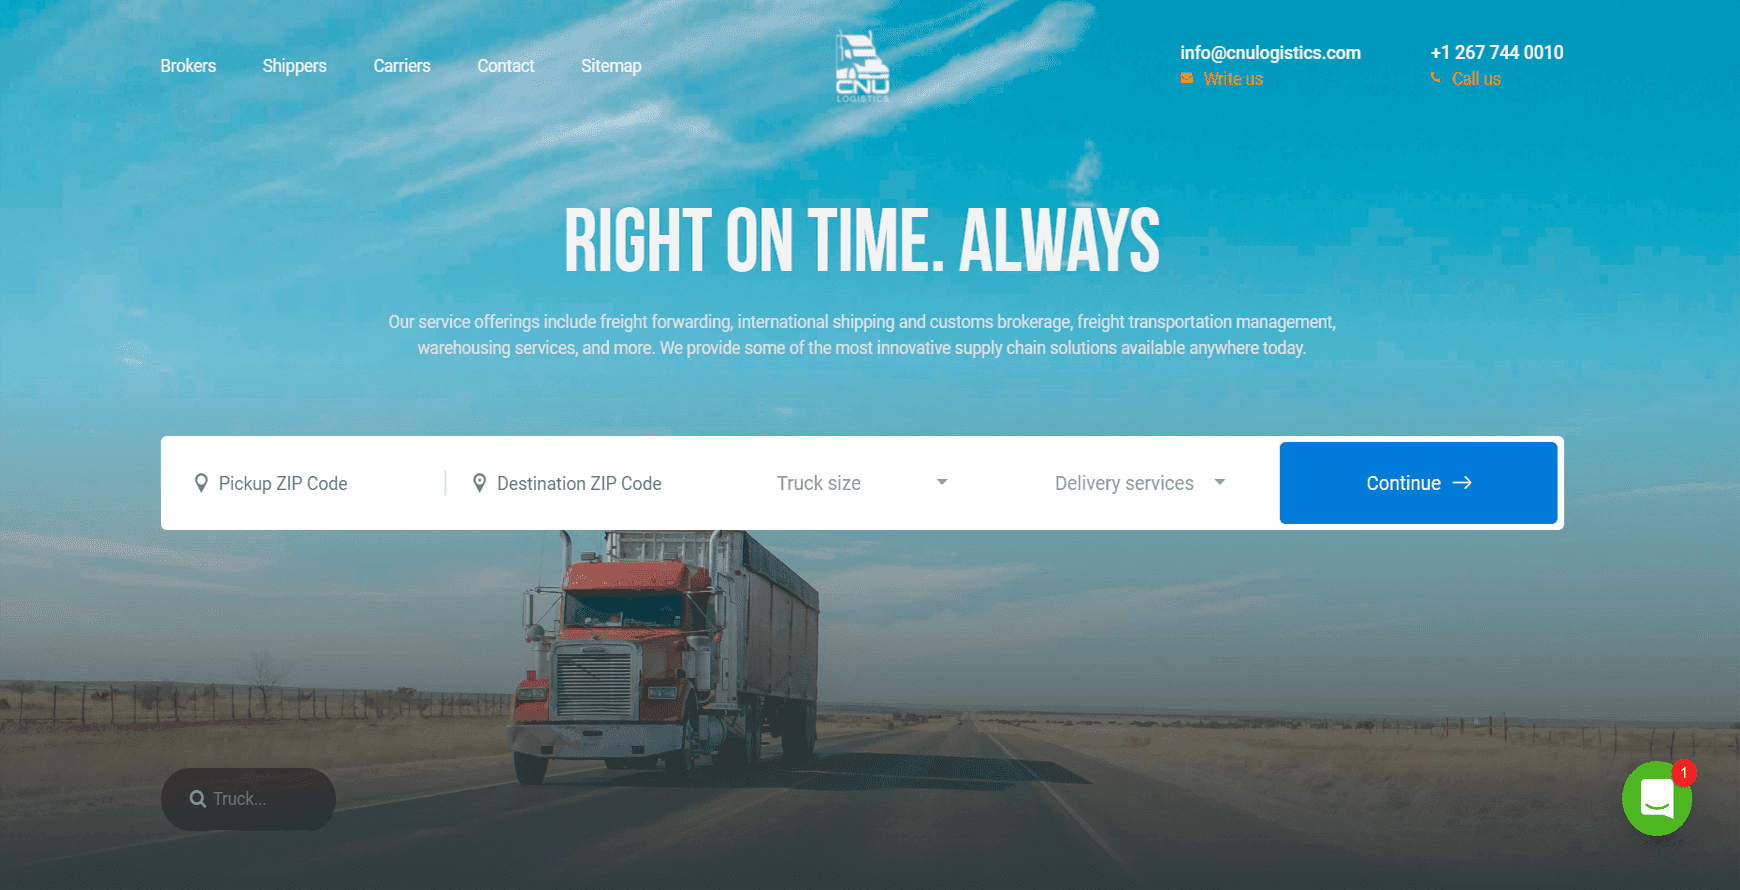 Brokers
Shippers
Carriers
Contact
Sitemap
CNU
LOGISTICS
info@cnulogistics.com
Write us
+1 267 744 0010
Call us
RIGHT ON TIME. ALWAYS
Our service offerings include freight forwarding, international shipping and customs brokerage, freight transportation management,
warehousing services, and more. We provide some of the most innovative supply chain solutions available anywhere today.
Pickup ZIP Code
Destination ZIP Code
Truck size
Delivery services
Continue
Truck...
1